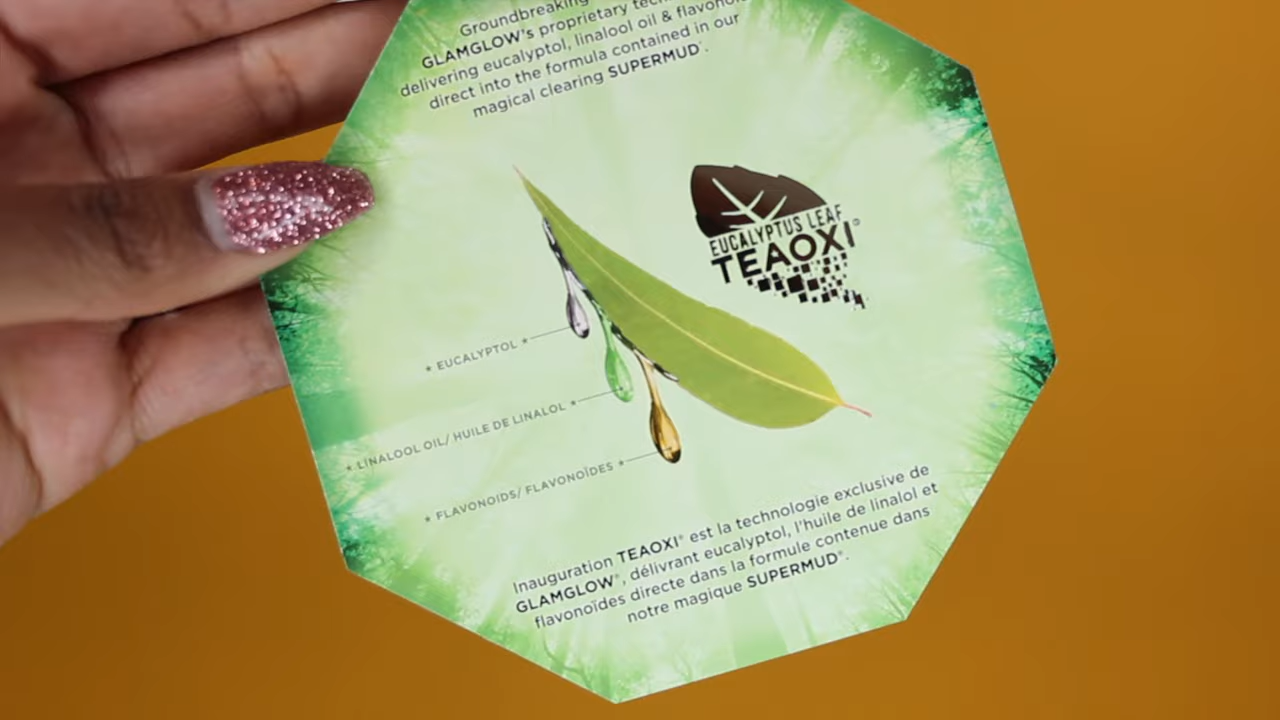 Groundbreaking
GLAMGLOW's proprietary
delivering eucalyptol, linalool oil & flavonoids
direct into the formula contained in our
magical clearing SUPERMUD®.
EUCALYPTUS LEAF
TEAOXI®
* EUCALYPTOL *
* LINALOOL OIL/ HUILE DE LINALOL *
* FLAVONOIDS/ FLAVONOÏDES *
Inauguration TEAOXI® est la technologie exclusive de
GLAMGLOW®, délivrant eucalyptol, l'huile de linalol et
flavonoïdes directe dans la formule contenue dans
notre magique SUPERMUD®.